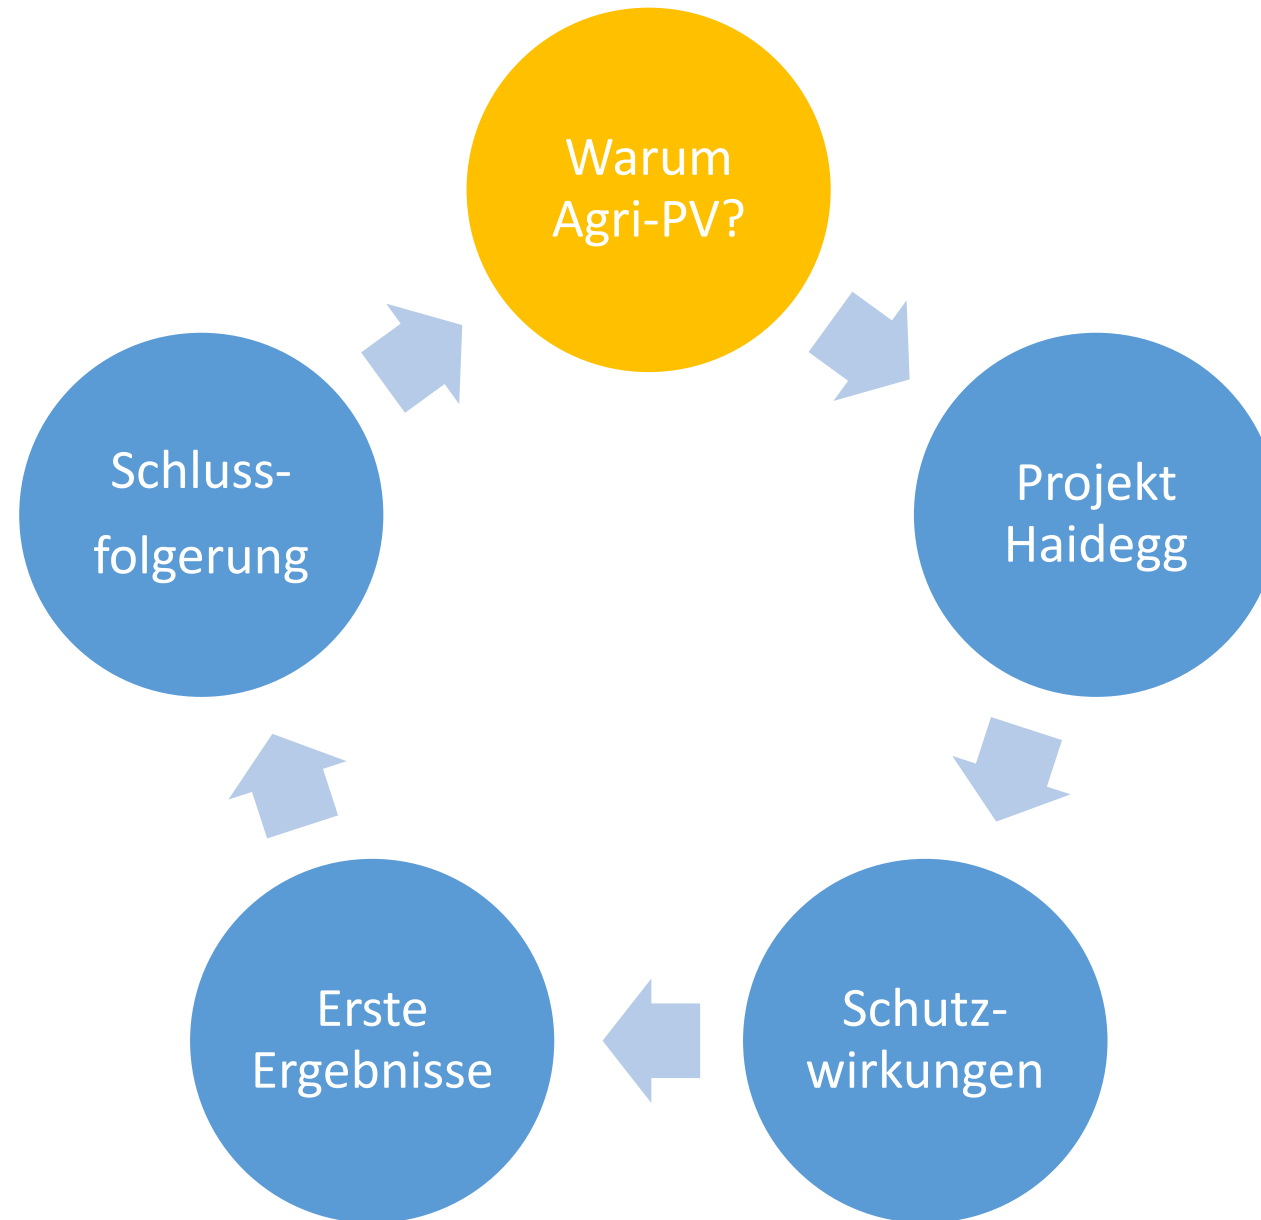 Warum
Agri-PV?
Projekt
Haidegg
Schutz-
wirkungen
Erste
Ergebnisse
Schluss-
folgerung